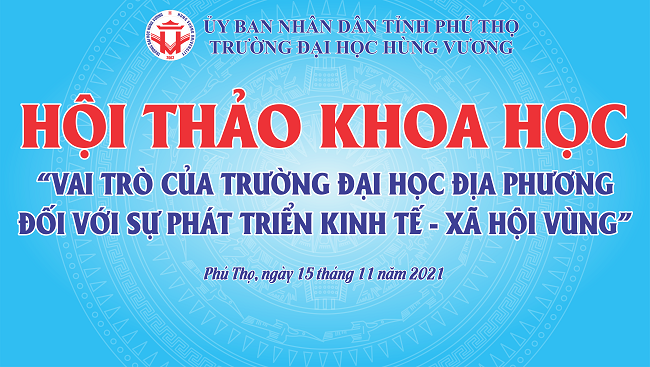 ỦY BAN NHÂN DÂN TỈNH PHÚ THỌ
TRƯỜNG ĐẠI HỌC HÙNG VƯƠNG
HỘI THẢO KHOA HỌC
“VAI TRÒ CỦA TRƯỜNG ĐẠI HỌC ĐỊA PHƯƠNG
ĐỐI VỚI SỰ PHÁT TRIỂN KINH TẾ - XÃ HỘI VÙNG”
Phú Thọ, ngày 15 tháng 11 năm 2021